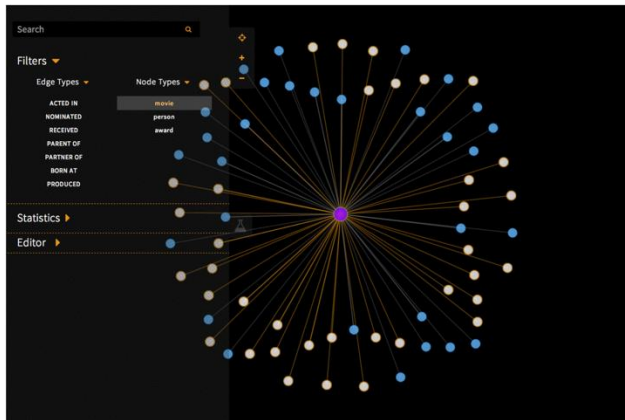 Search
Filters
Edge Types
Node Types
ACTED IN
movie
NOMINATED
person
RECEIVED
award
PARENT OF
PARTNER OF
BORN AT
PRODUCED
Statistics
Editor